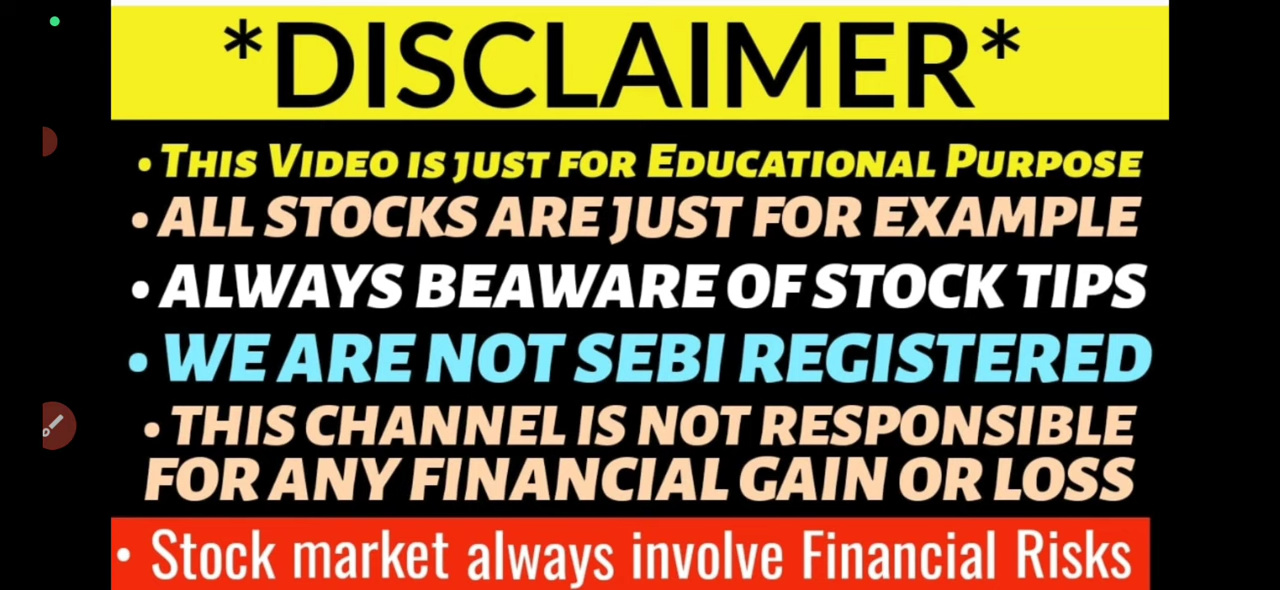 *DISCLAIMER*
• THIS VIDEO IS JUST FOR EDUCATIONAL PURPOSE
• ALL STOCKS ARE JUST FOR EXAMPLE
• ALWAYS BEAWARE OF STOCK TIPS
• WE ARE NOT SEBI REGISTERED
• THIS CHANNEL IS NOT RESPONSIBLE
FOR ANY FINANCIAL GAIN OR LOSS
• Stock market always involve Financial Risks